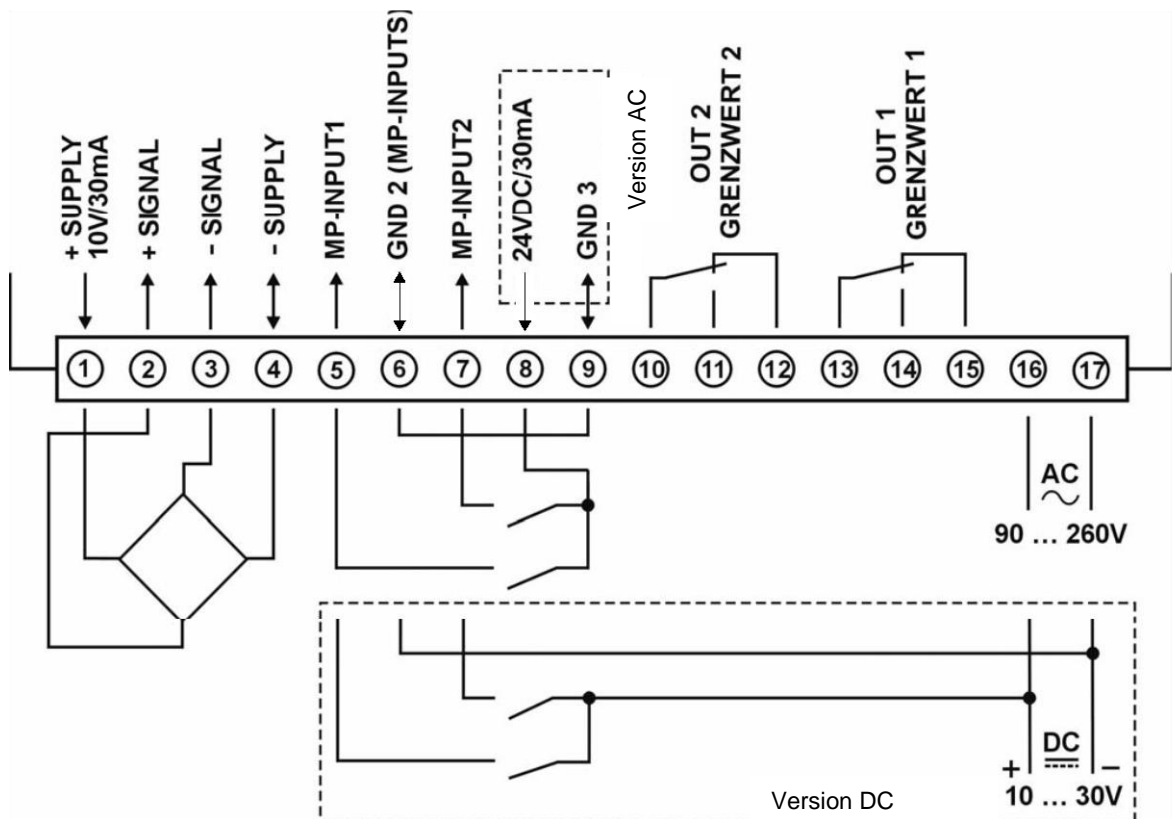 + SUPPLY
10V/30mA
+ SIGNAL
- SIGNAL
- SUPPLY
MP-INPUT1
GND 2 (MP-INPUTS)
MP-INPUT2
24VDC/30mA
GND 3
Version AC
OUT 2
GRENZWERT 2
OUT 1
GRENZWERT 1
1 2 3 4 5 6 7 8 9 10 11 12 13 14 15 16 17
AC
90 ... 260V
DC
+ −
10 ... 30V
Version DC